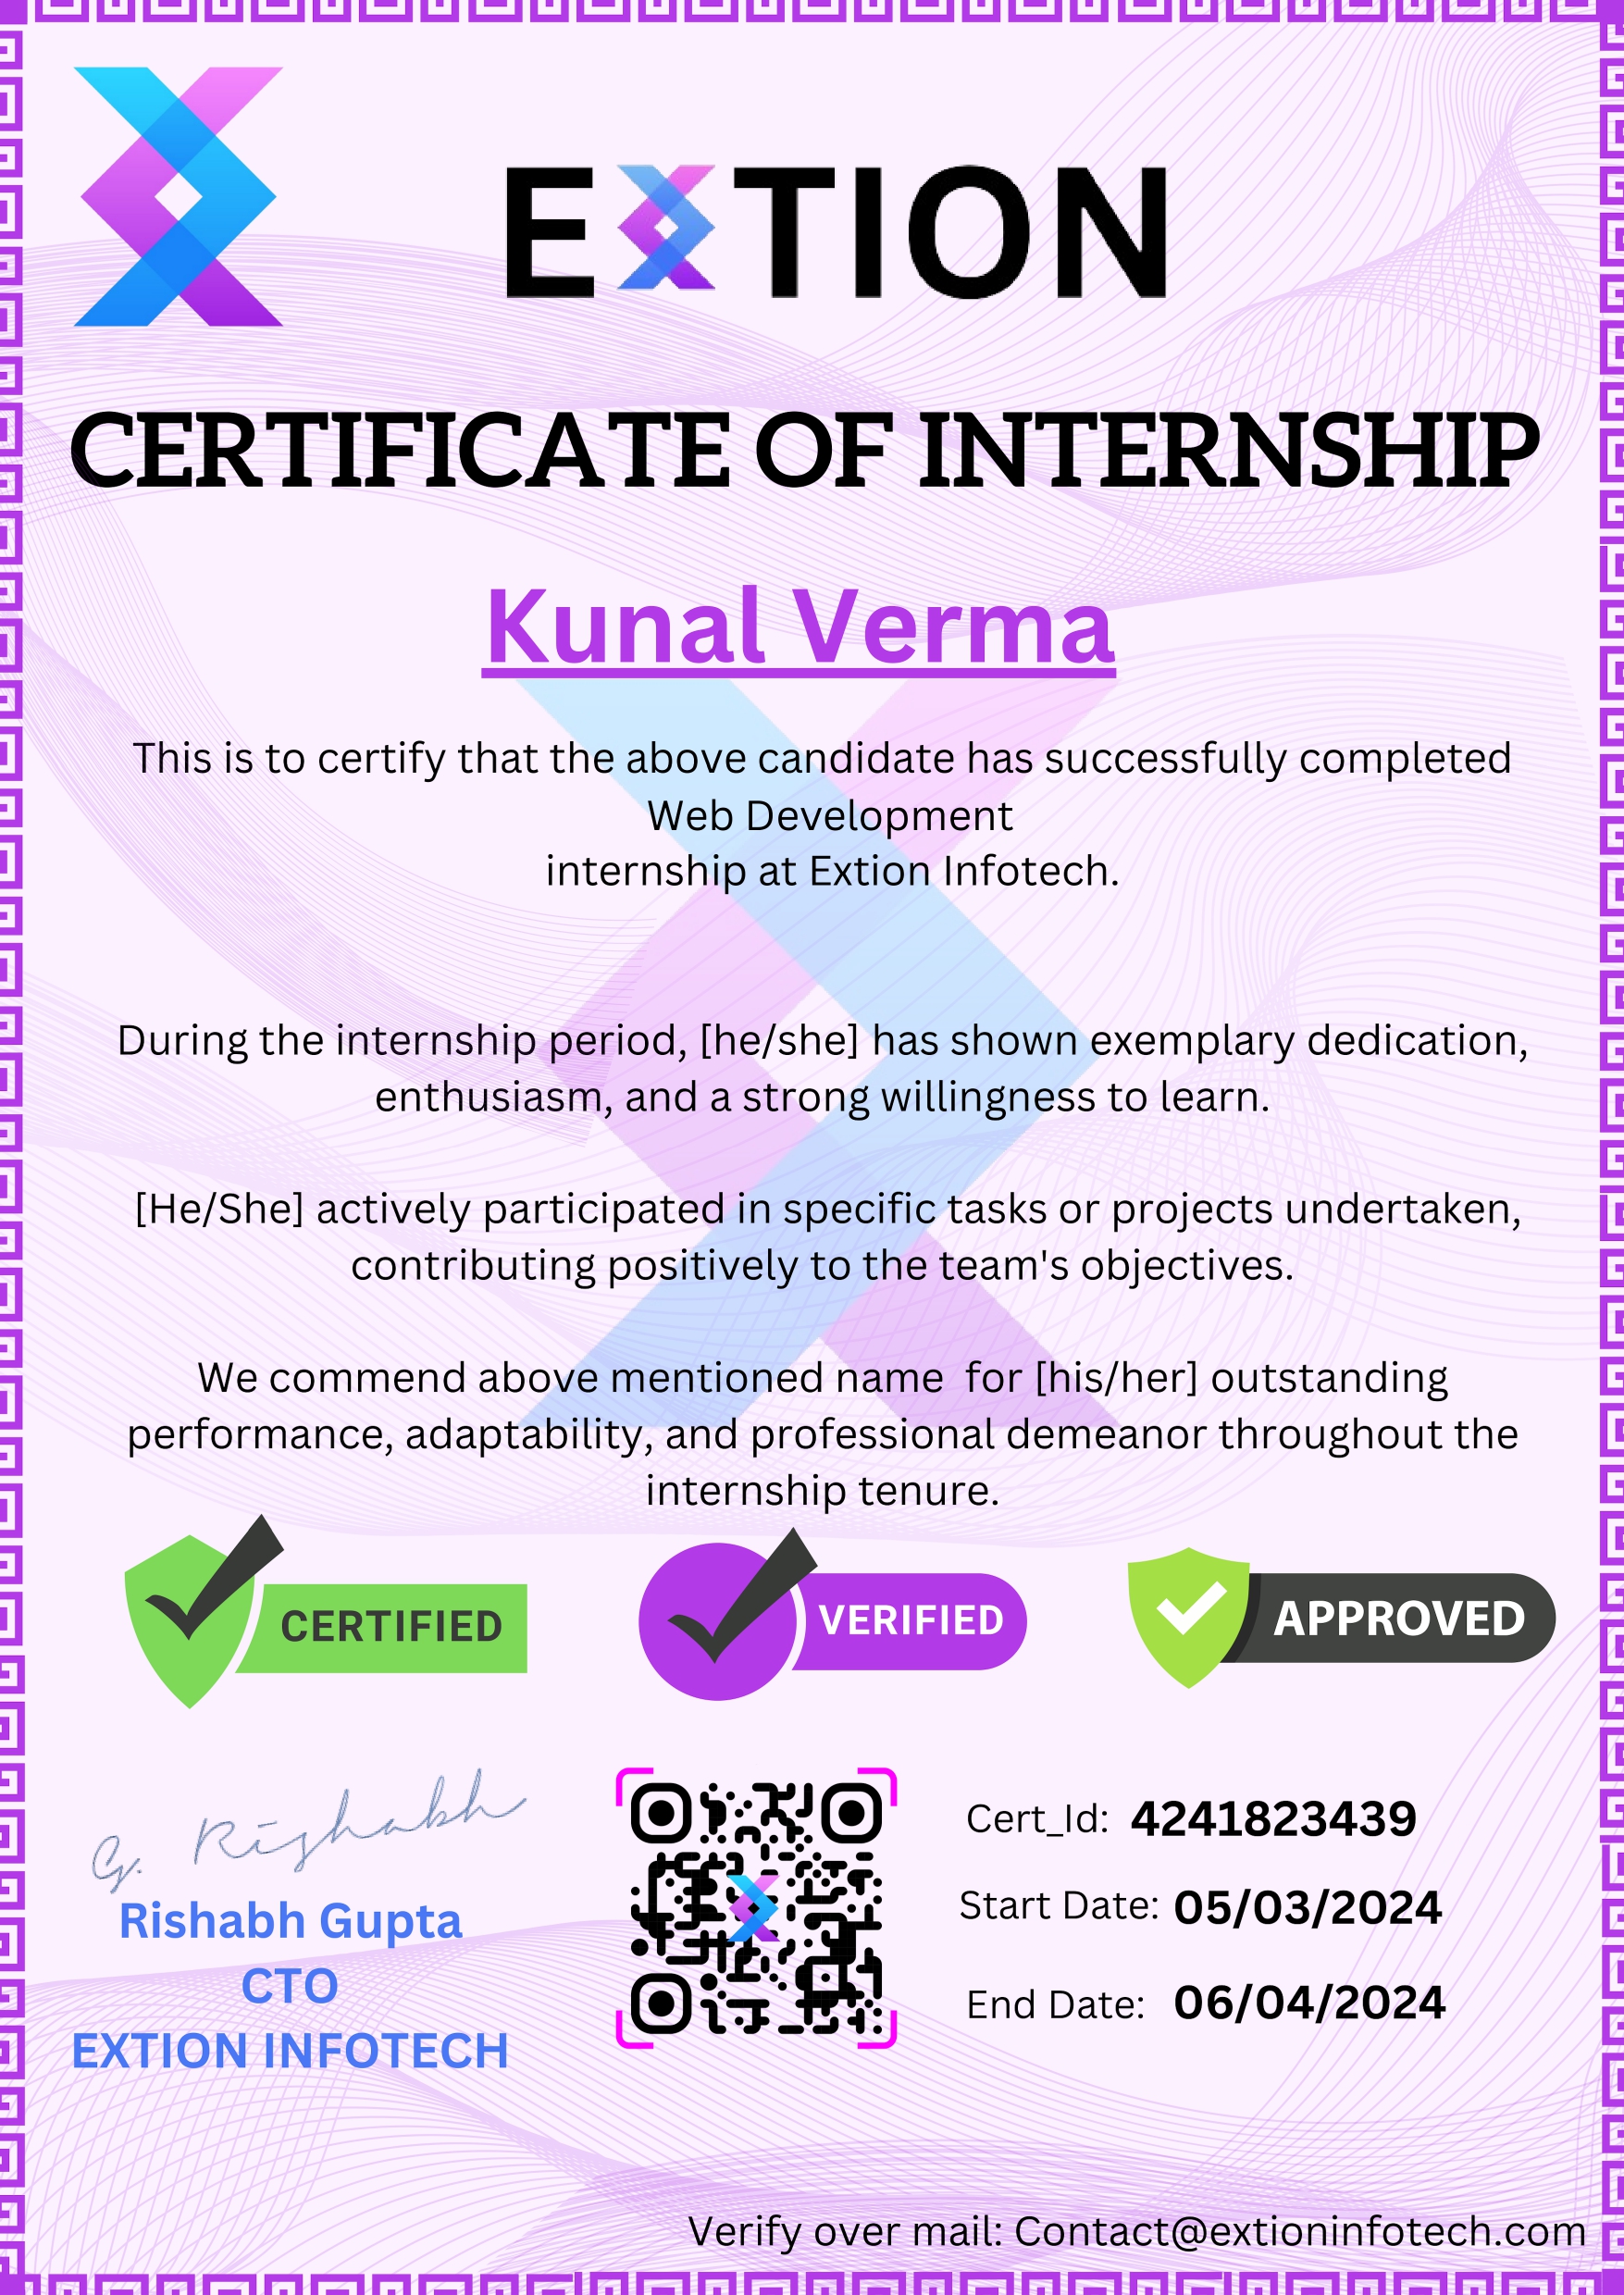 EXTION
CERTIFICATE OF INTERNSHIP
Kunal Verma
This is to certify that the above candidate has successfully completed
Web Development
internship at Extion Infotech.
During the internship period, [he/she] has shown exemplary dedication,
enthusiasm, and a strong willingness to learn.
[He/She] actively participated in specific tasks or projects undertaken,
contributing positively to the team's objectives.
We commend above mentioned name  for [his/her] outstanding
performance, adaptability, and professional demeanor throughout the
internship tenure.
CERTIFIED
VERIFIED
APPROVED
G. Rishabh
Rishabh Gupta
CTO
EXTION INFOTECH
Cert_Id: 4241823439
Start Date: 05/03/2024
End Date: 06/04/2024
Verify over mail: Contact@extioninfotech.com